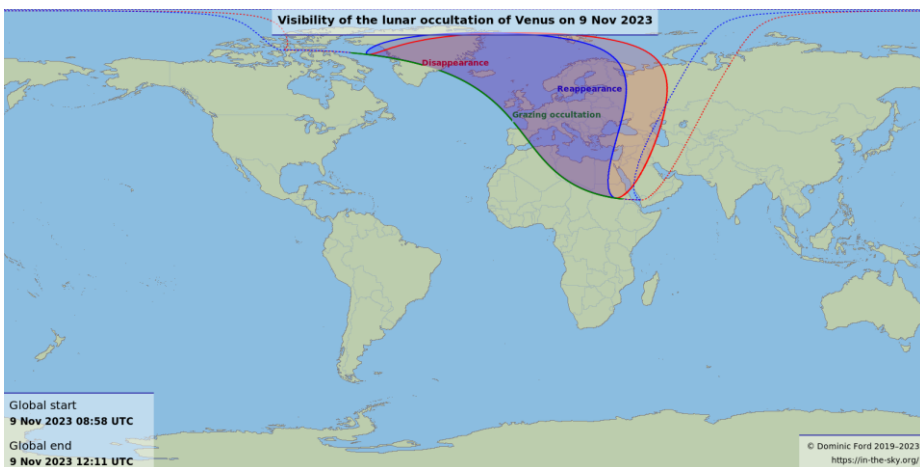 Visibility of the lunar occultation of Venus on 9 Nov 2023
Disappearance
Reappearance
Grazing occultation
Global start
9 Nov 2023 08:58 UTC
Global end
9 Nov 2023 12:11 UTC
© Dominic Ford 2019–2023
https://in-the-sky.org/